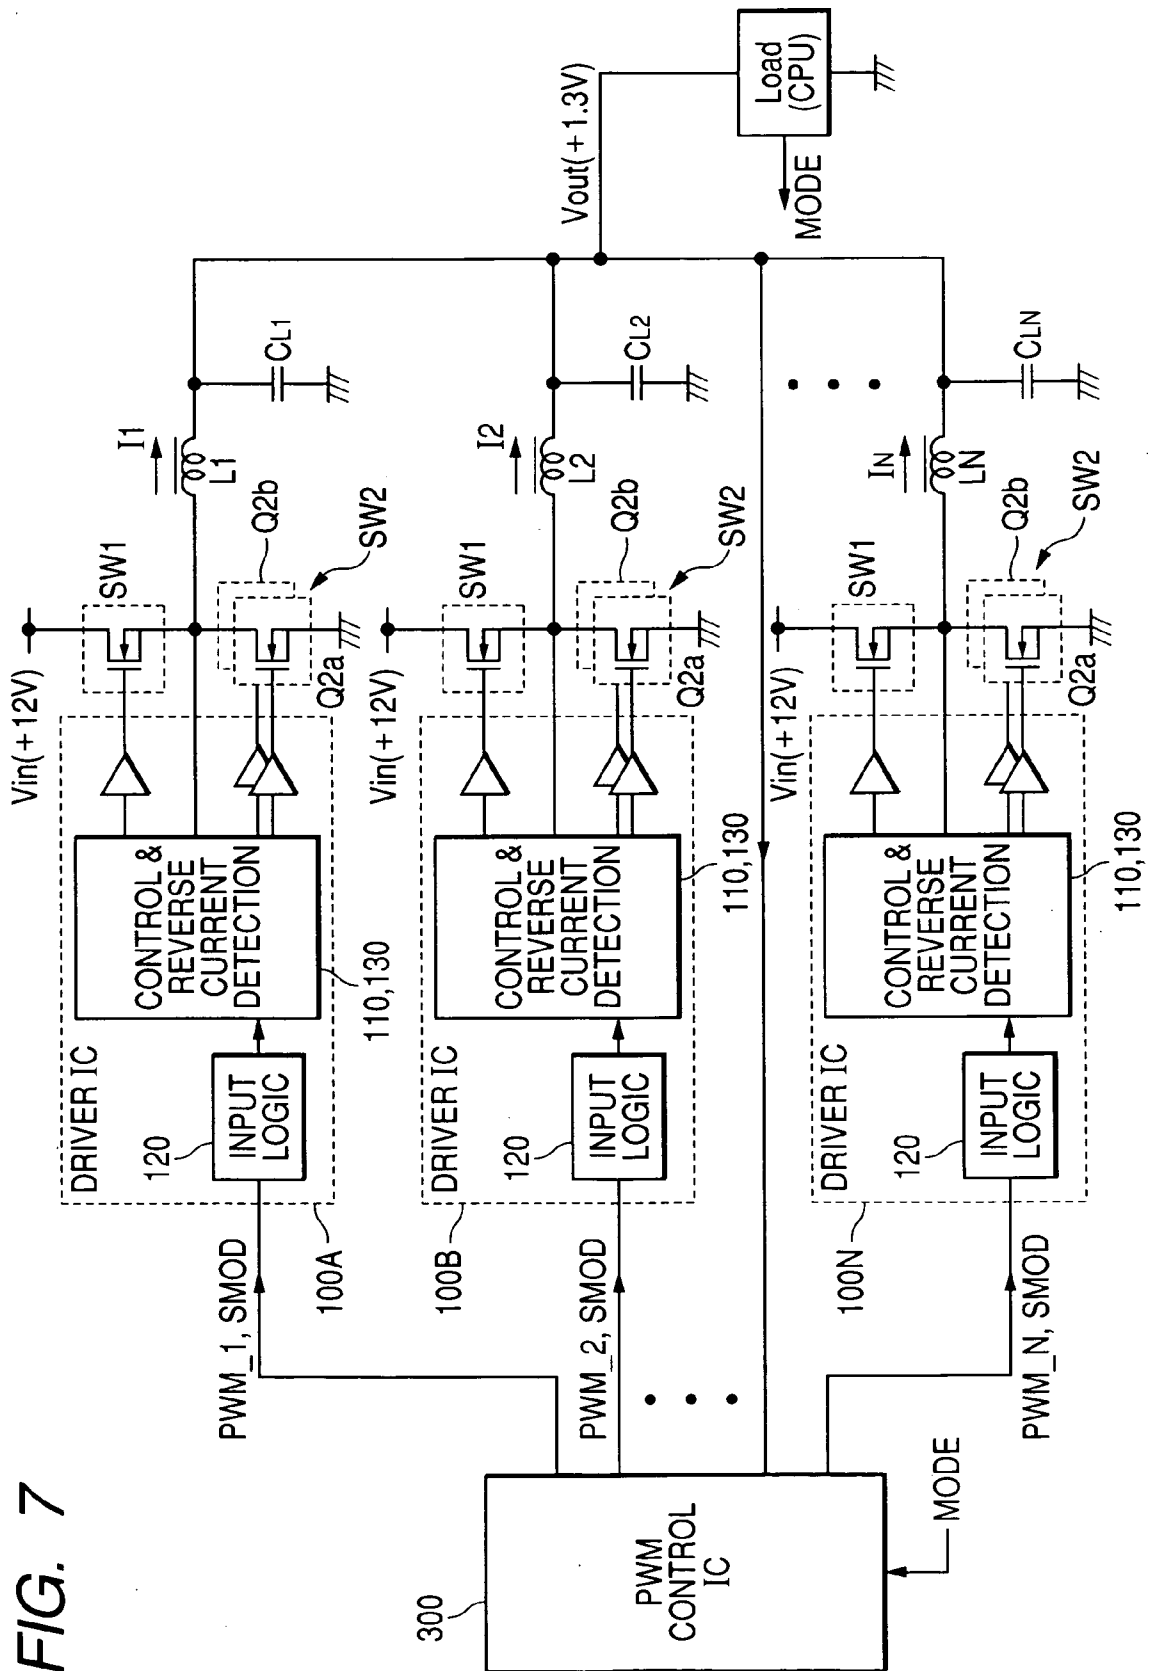 FIG. 7
300
PWM
CONTROL
IC
MODE
PWM_1, SMOD
100A
DRIVER IC
120
INPUT
LOGIC
CONTROL &
REVERSE
CURRENT
DETECTION
110,130
Vin(+12V)
SW1
Q2a
Q2b
SW2
I1
L1
CL1
PWM_2, SMOD
100B
DRIVER IC
120
INPUT
LOGIC
CONTROL &
REVERSE
CURRENT
DETECTION
110,130
Vin(+12V)
SW1
Q2a
Q2b
SW2
I2
L2
CL2
PWM_N, SMOD
100N
DRIVER IC
120
INPUT
LOGIC
CONTROL &
REVERSE
CURRENT
DETECTION
110,130
Vin(+12V)
SW1
Q2a
Q2b
SW2
IN
LN
CLN
Vout(+1.3V)
Load
(CPU)
MODE